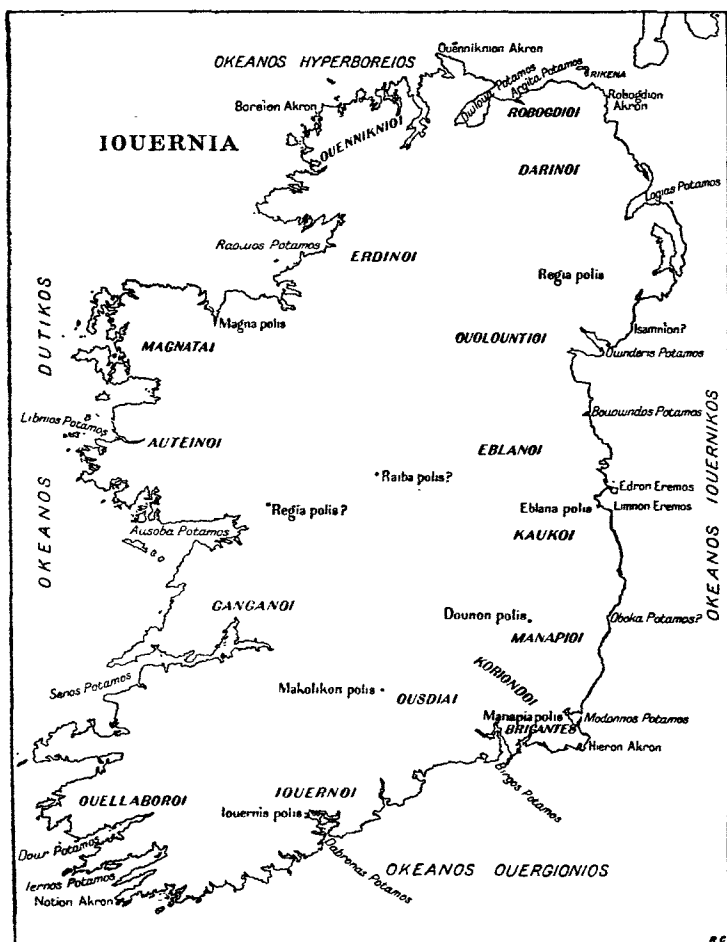 Ouenniknion Akron
OKEANOS HYPERBOREIOS
Argita Potamos
RIKENA
Boreion Akron
Robogdion
Akron
ROBOGDIOI
IOUERNIA
OUENNIKNIOI
DARINOI
Logias Potamos
Raouios Potamos
ERDINOI
Regia polis
DUTIKOS
Magna polis
Isamnion?
OUOLOUNTIOI
MAGNATAI
Ouinderis Potamos
Libnios Potamos
Bououindos Potamos
AUTEINOI
EBLANOI
OKEANOS IOUERNIKOS
Raiba polis?
Edron Eremos
Regia polis?
Eblana polis
Limnon Eremos
OKEANOS
Ausoba Potamos
KAUKOI
GANGANOI
Dounon polis
Oboka Potamos?
MANAPIOI
KORIONDOI
Senos Potamos
Makolikon polis
OUSDIAI
Manapia polis
Modonnos Potamos
BRIGANTES
Hieron Akron
Birgos Potamos
OUELLABOROI
IOUERNOI
Iouernis polis
Dour Potamos
Dabronas Potamos
OKEANOS OUERGIONIOS
Iernos Potamos
Notion Akron